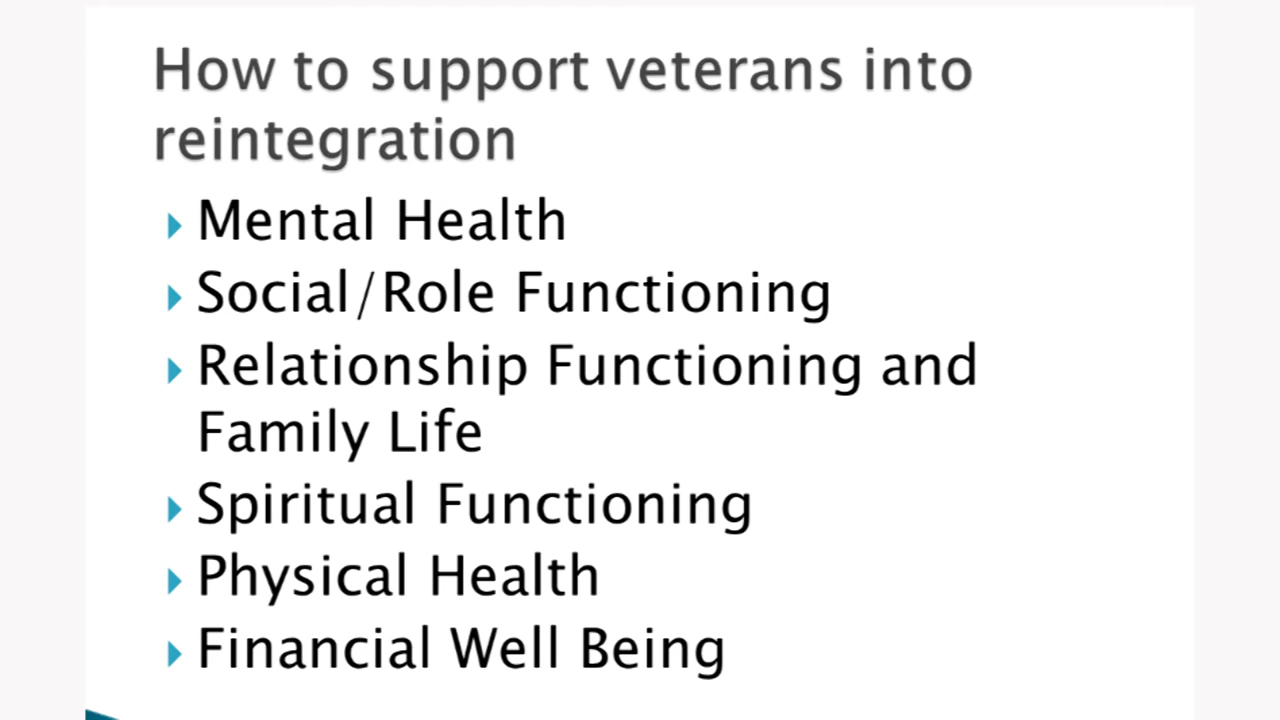 How to support veterans into
reintegration
Mental Health
Social/Role Functioning
Relationship Functioning and
Family Life
Spiritual Functioning
Physical Health
Financial Well Being